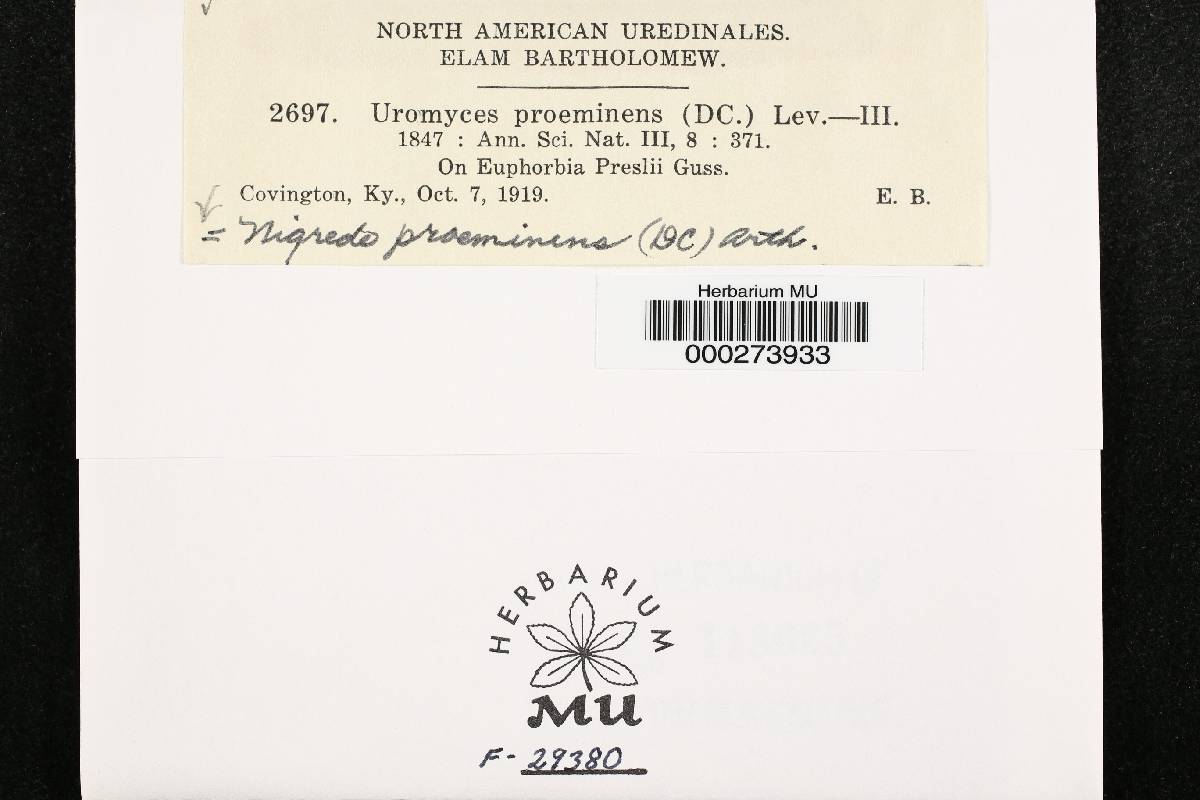 NORTH AMERICAN UREDINALES.
ELAM BARTHOLOMEW.
2697. Uromyces proeminens (DC.) Lev.—III.
1847 : Ann. Sci. Nat. III, 8 : 371.
On Euphorbia Preslii Guss.
Covington, Ky., Oct. 7, 1919. E. B.
= Nigredo proeminens (DC) Arth.
Herbarium MU
000273933
HERBARIUM
MU
F- 29380